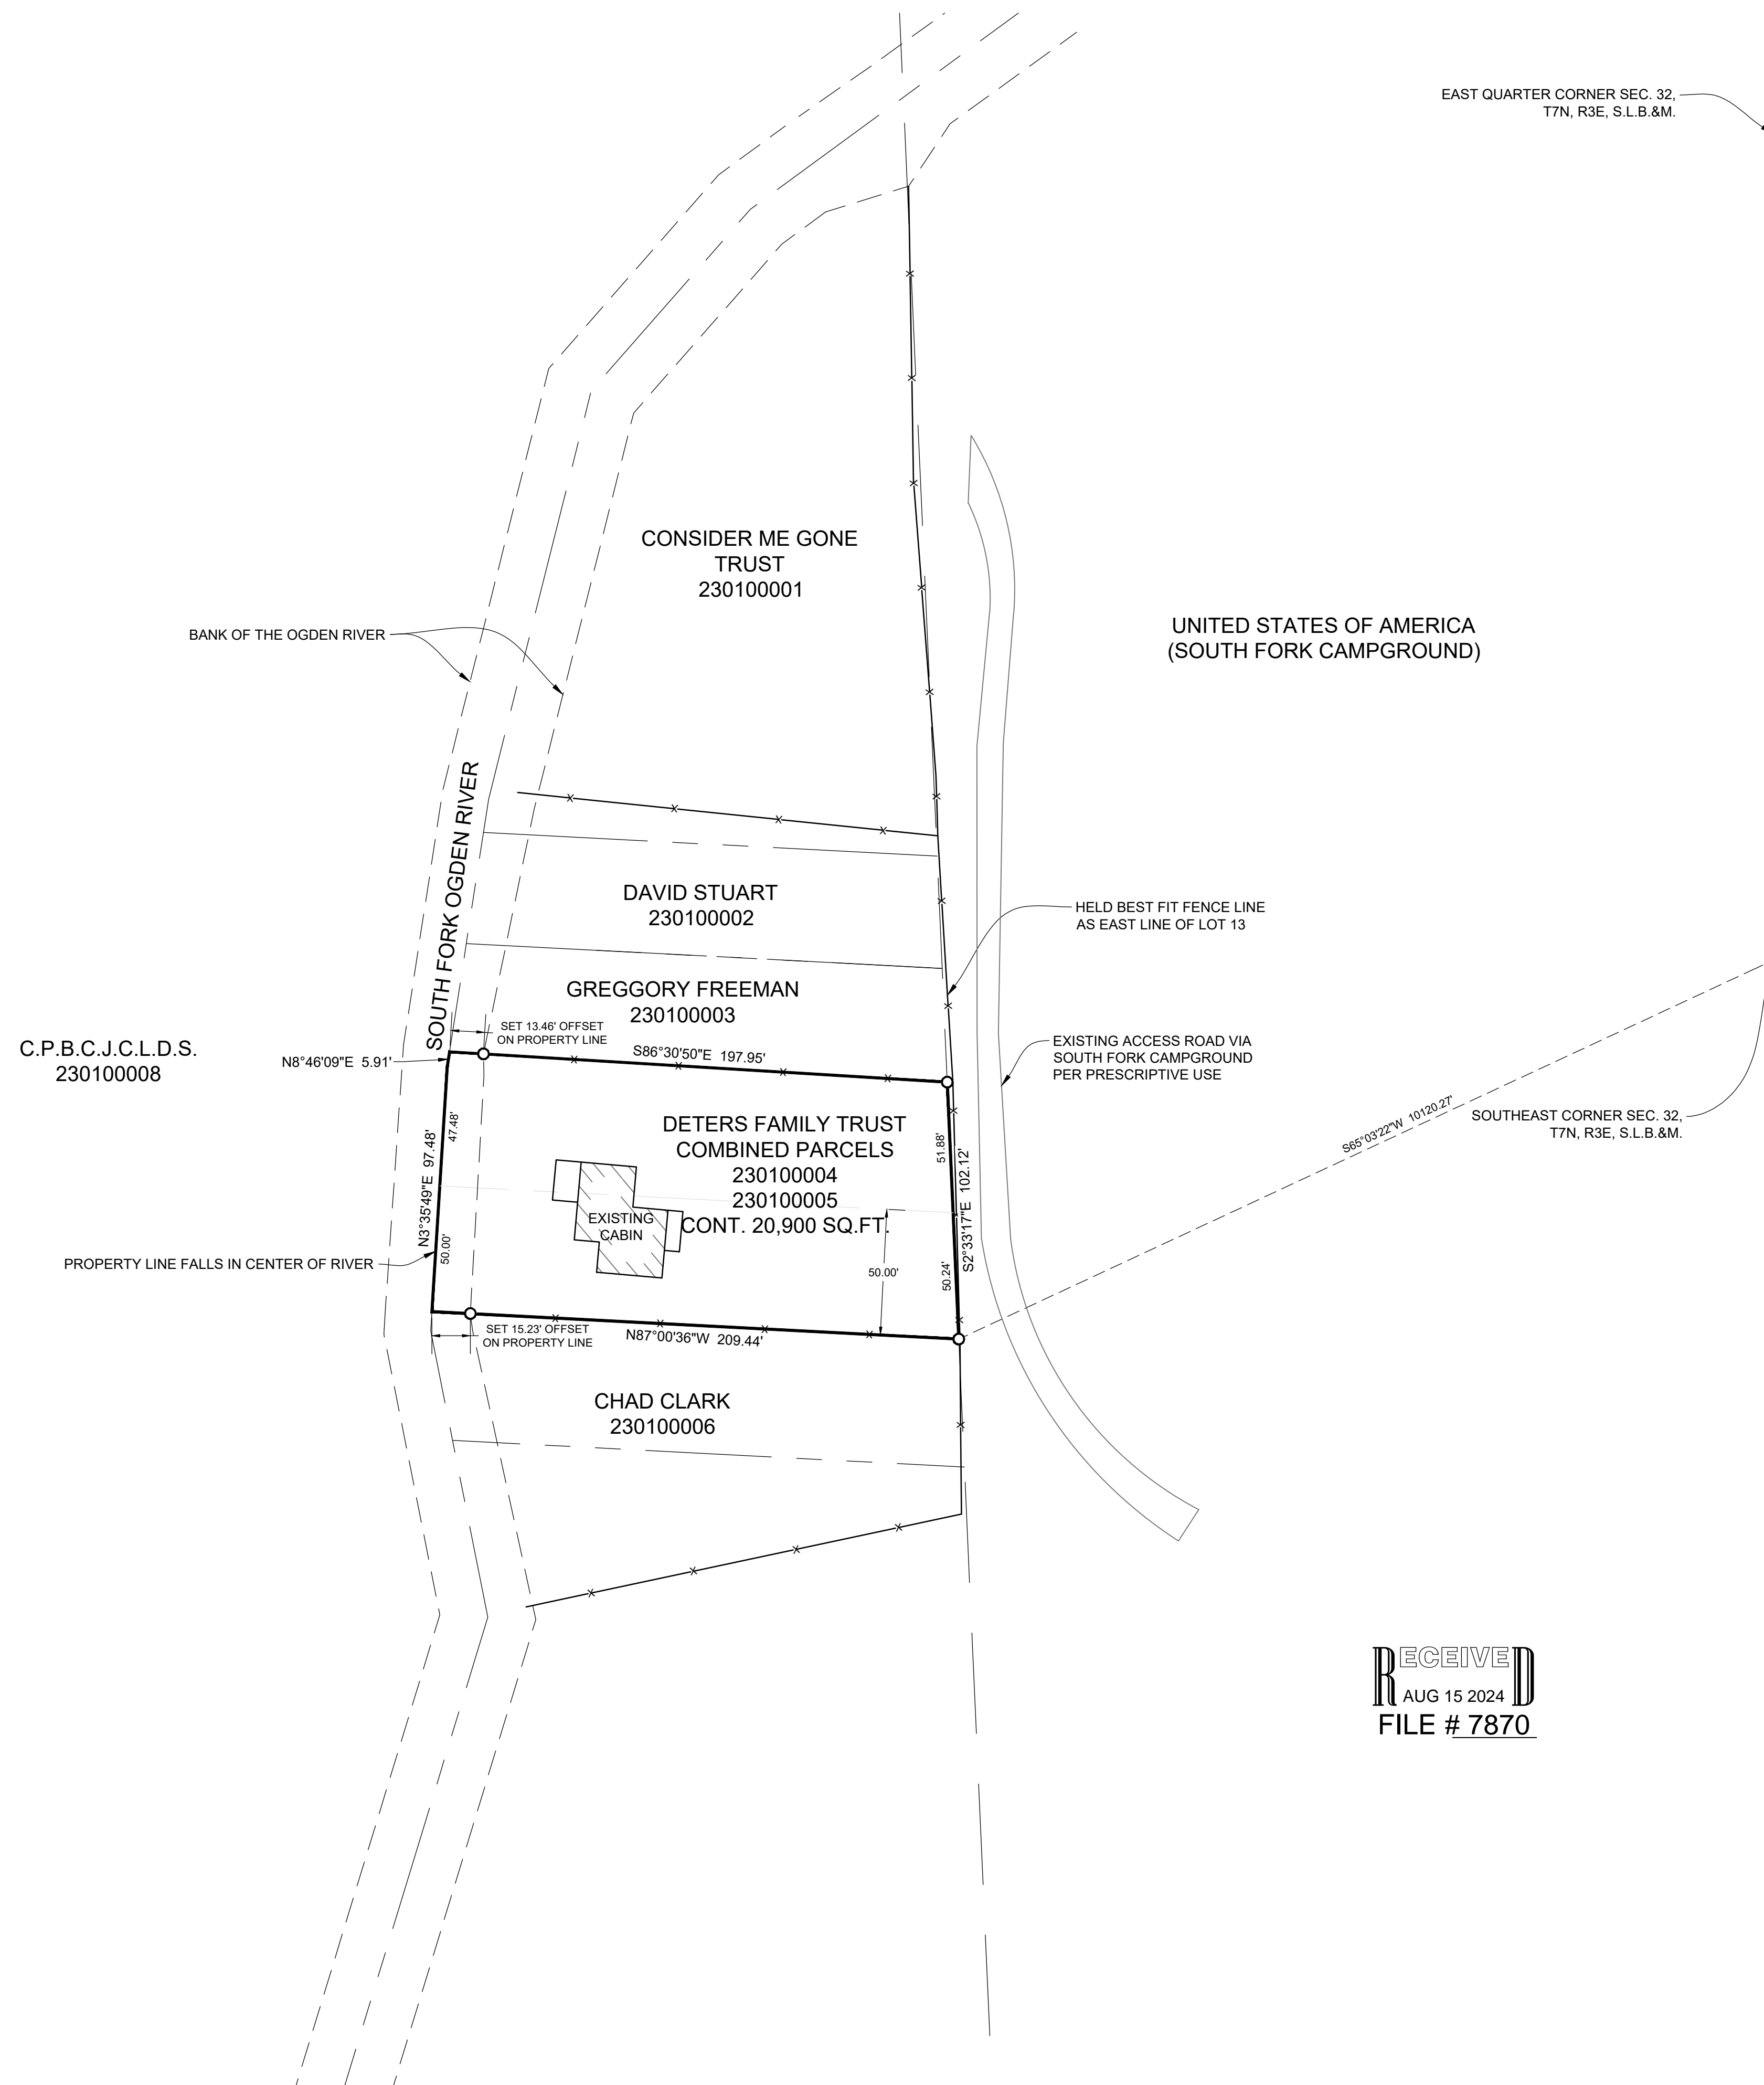 EAST QUARTER CORNER SEC. 32,
T7N, R3E, S.L.B.&M.
CONSIDER ME GONE
TRUST
230100001
BANK OF THE OGDEN RIVER
UNITED STATES OF AMERICA
(SOUTH FORK CAMPGROUND)
SOUTH FORK OGDEN RIVER
DAVID STUART
230100002
HELD BEST FIT FENCE LINE
AS EAST LINE OF LOT 13
GREGGORY FREEMAN
230100003
SET 13.46' OFFSET
ON PROPERTY LINE
C.P.B.C.J.C.L.D.S.
230100008
N8°46'09"E 5.91'
S86°30'50"E 197.95'
EXISTING ACCESS ROAD VIA
SOUTH FORK CAMPGROUND
PER PRESCRIPTIVE USE
S65°03'22"W 10120.27'
SOUTHEAST CORNER SEC. 32,
T7N, R3E, S.L.B.&M.
DETERS FAMILY TRUST
COMBINED PARCELS
230100004
230100005
CONT. 20,900 SQ.FT.
47.48'
N3°35'49"E 97.48'
50.00'
51.88'
S2°33'17"E 102.12'
50.24'
EXISTING
CABIN
50.00'
PROPERTY LINE FALLS IN CENTER OF RIVER
SET 15.23' OFFSET
ON PROPERTY LINE
N87°00'36"W 209.44'
CHAD CLARK
230100006
RECEIVED
AUG 15 2024
FILE # 7870